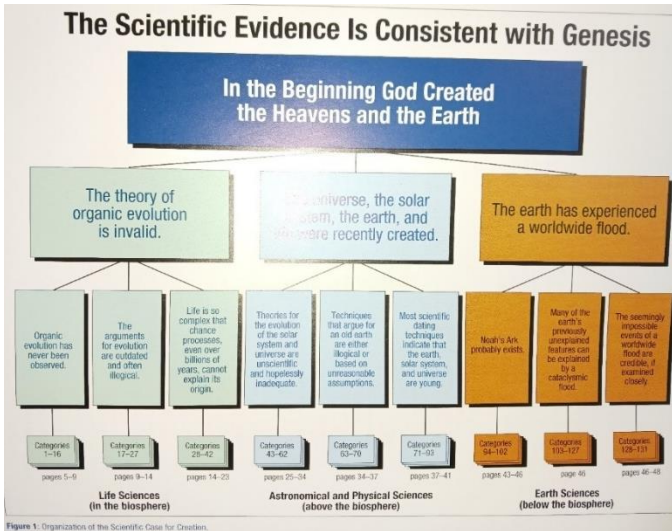 The Scientific Evidence Is Consistent with Genesis
In the Beginning God Created
the Heavens and the Earth
The theory of
organic evolution
is invalid.
universe, the solar
system, the earth, and
were recently created.
The earth has experienced
a worldwide flood.
Organic
evolution has
never been
observed.
The
arguments for
evolution are
outdated and
often
illogical.
Life is so
complex that
chance
processes,
even over
billions of
years, cannot
explain its
origin.
Theories for
the evolution of
the solar
system and
universe are
unscientific
and hopelessly
inadequate.
Techniques
that argue for
an old earth
are either
illogical or
based on
unreasonable
assumptions.
Most scientific
dating
techniques
indicate that
the earth,
solar system,
and universe
are young.
Noah's Ark
probably exists.
Many of the
earth's
previously
unexplained
features can
be explained
by a
cataclysmic
flood.
The seemingly
impossible
events of a
worldwide
flood are
credible, if
examined
closely.
Categories
1–16
Categories
17–27
Categories
28–42
Categories
43–62
Categories
63–70
Categories
71–93
Categories
94–102
Categories
103–127
Categories
128–131
pages 5–9
pages 9–14
pages 14–23
pages 25–34
pages 34–37
pages 37–41
pages 43–46
page 46
pages 46–48
Life Sciences
(in the biosphere)
Astronomical and Physical Sciences
(above the biosphere)
Earth Sciences
(below the biosphere)
Figure 1: Organization of the Scientific Case for Creation.